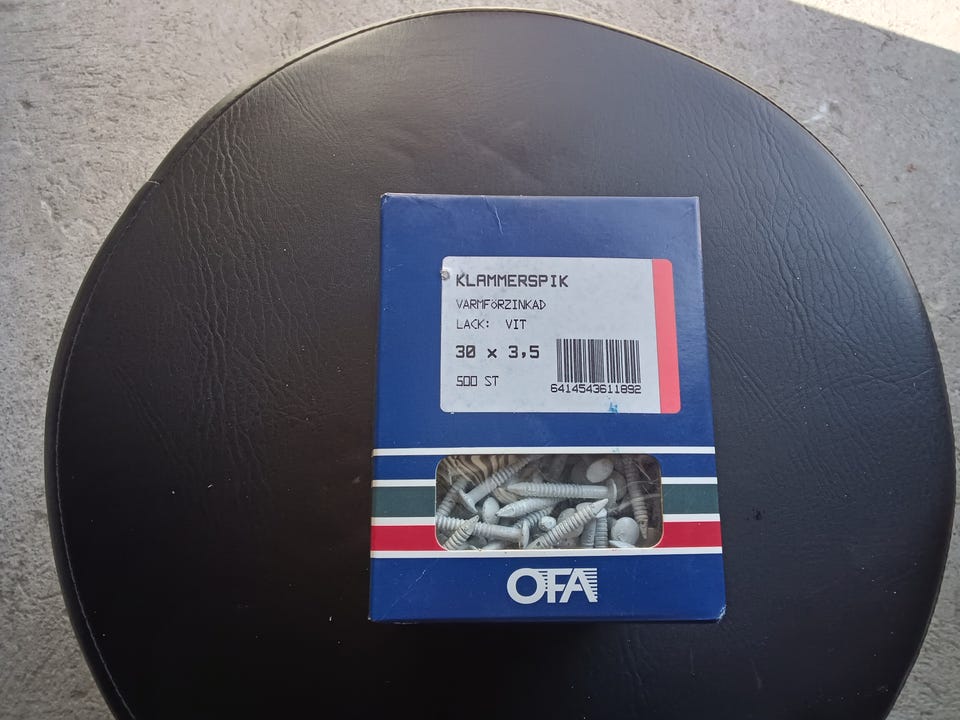 KLAMMERSPIK
VARMFÖRZINKAD
LACK: VIT
30 x 3,5
500 ST
6414543611892
OFA